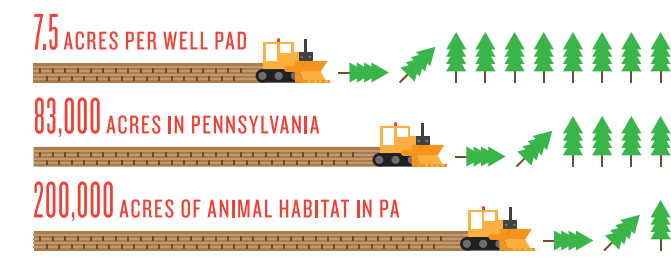 7.5 ACRES PER WELL PAD
83,000 ACRES IN PENNSYLVANIA
200,000 ACRES OF ANIMAL HABITAT IN PA